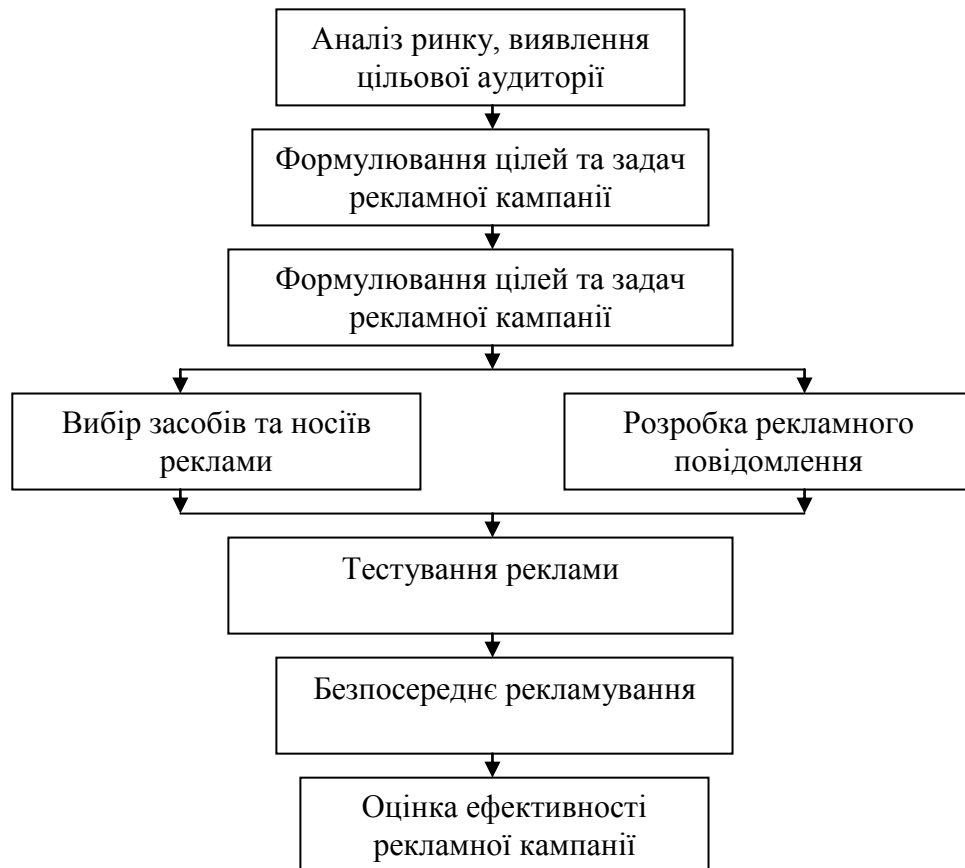 Аналіз ринку, виявлення
цільової аудиторії
Формулювання цілей та задач
рекламної кампанії
Формулювання цілей та задач
рекламної кампанії
Вибір засобів та носіїв
реклами
Розробка рекламного
повідомлення
Тестування реклами
Безпосереднє рекламування
Оцінка ефективності
рекламної кампанії